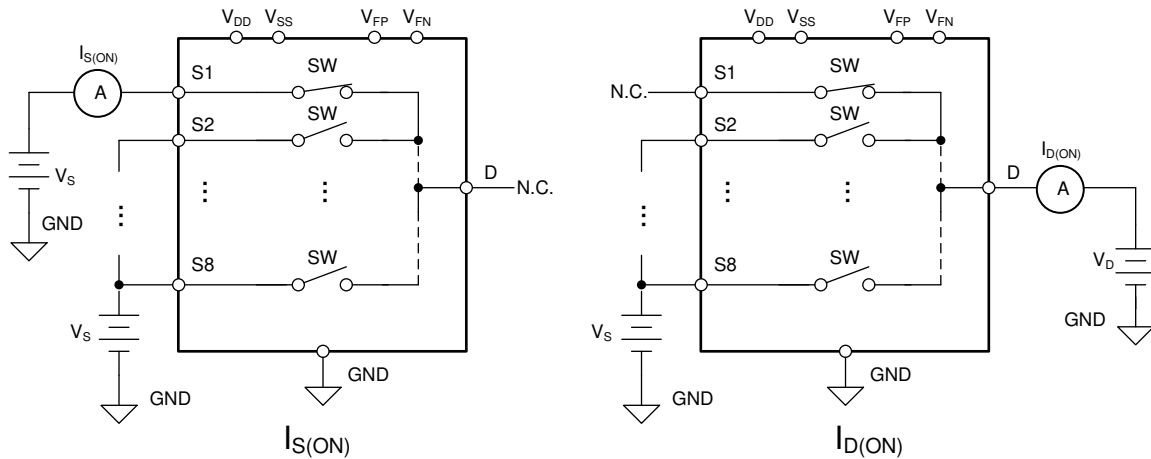 V_DD V_SS V_FP V_FN
I_S(ON)
A
S1
SW
S2
SW
V_S
...
...
...
D
N.C.
GND
S8
SW
V_S
GND
GND
I_S(ON)
V_DD V_SS V_FP V_FN
N.C.
S1
SW
S2
SW
I_D(ON)
...
...
...
D
A
S8
SW
V_D
V_S
GND
GND
GND
I_D(ON)